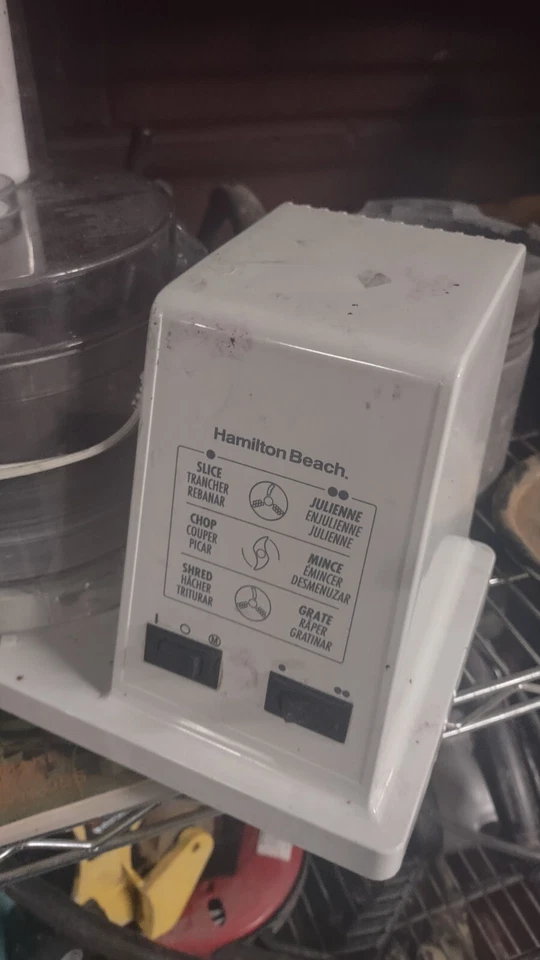 Hamilton Beach®
SLICE
TRANCHER
REBANAR
JULIENNE
ENJULIENNE
JULIENNE
CHOP
COUPER
PICAR
MINCE
ÉMINCER
DESMENUZAR
SHRED
HACHER
TRITURAR
GRATE
RÂPER
GRATINAR
I O M